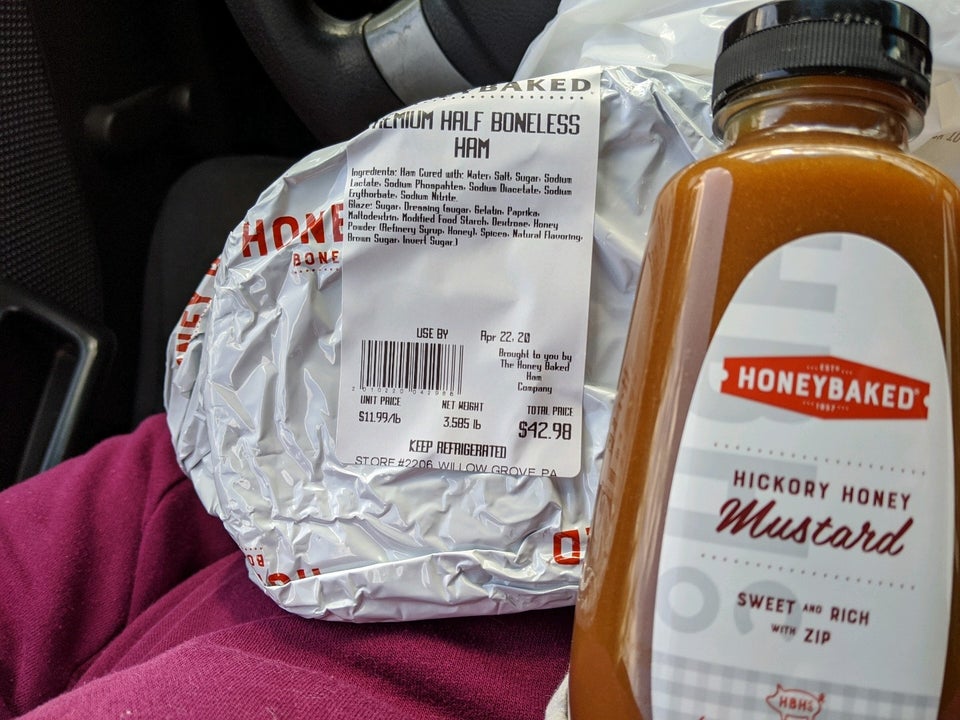 BAKED
MIUM HALF BONELESS
HAM
Ingredients: Ham Cured with: Water, Salt, Sugar, Sodium
Lactate, Sodium Phospahtes, Sodium Diacetate, Sodium
Erythorbate, Sodium Nitrite.
Glaze: Sugar, Dressing (sugar, Gelatin, Paprika,
Maltodextrin, Modified Food Starch, Dextrose, Honey
Powder (Refinery Syrup, Honey), Spices, Natural Flavoring,
Brown Sugar, Invert Sugar.)
HONE
BONE
USE BY Apr 22, 20
Brought to you by
The Honey Baked
Ham
Company
UNIT PRICE NET WEIGHT TOTAL PRICE
$11.99/lb 3.585 lb $42.98
KEEP REFRIGERATED
STORE #2206 WILLOW GROVE PA
ESTD
HONEYBAKED®
1957
HICKORY HONEY
Mustard
SWEET AND RICH
WITH ZIP
HBH